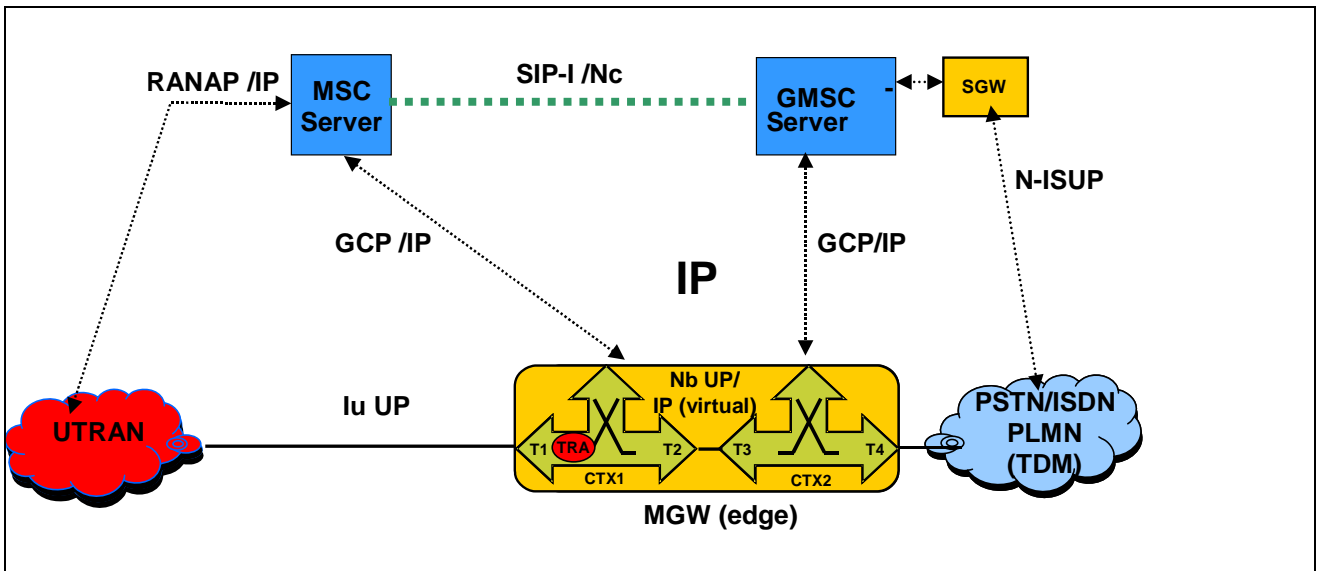 RANAP /IP
MSC
Server
SIP-I /Nc
GMSC
Server
-
SGW
N-ISUP
GCP /IP
GCP/IP
IP
Iu UP
UTRAN
Nb UP/
IP (virtual)
T1
TRA
T2
T3
T4
CTX1
CTX2
MGW (edge)
PSTN/ISDN
PLMN
(TDM)